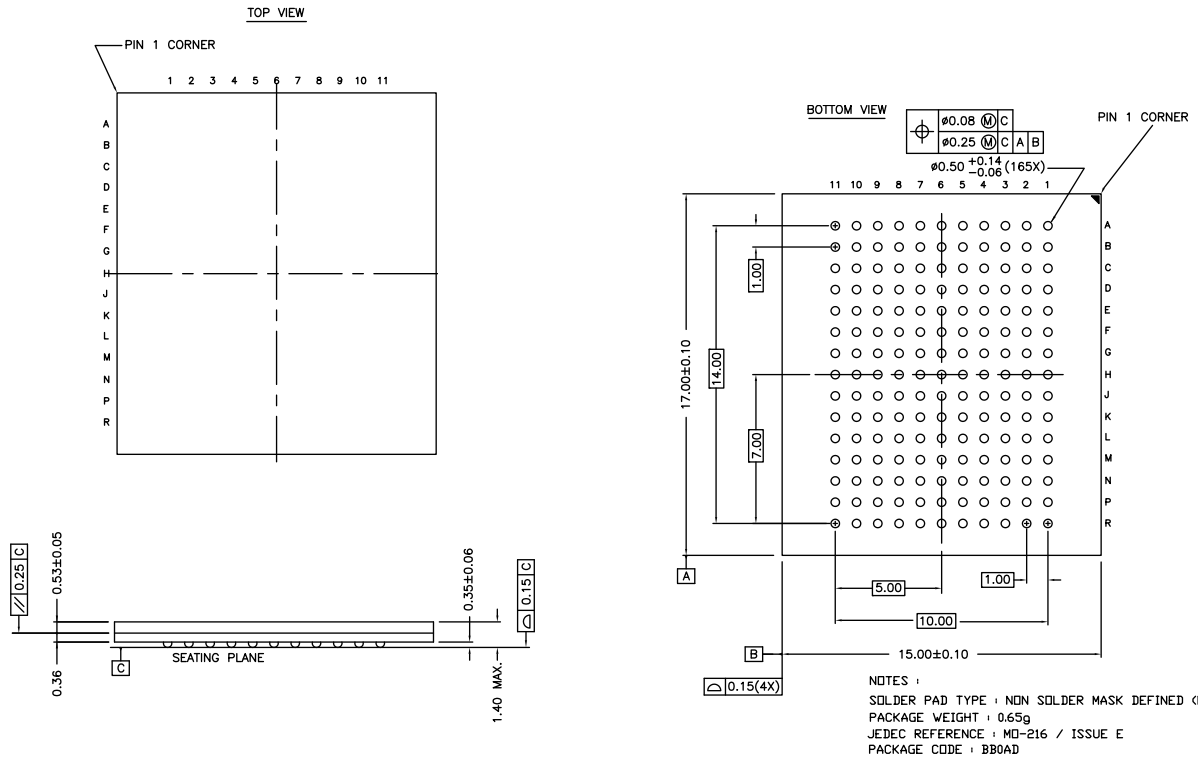 TOP VIEW
PIN 1 CORNER
1 2 3 4 5 6 7 8 9 10 11
A
B
C
D
E
F
G
H
J
K
L
M
N
P
R
BOTTOM VIEW
ø0.08 Ⓜ C
ø0.25 Ⓜ C A B
PIN 1 CORNER
ø0.50 +0.14 -0.06 (165X)
11 10 9 8 7 6 5 4 3 2 1
A
B
C
D
E
F
G
H
J
K
L
M
N
P
R
1.00
14.00
17.00±0.10
7.00
A
5.00
1.00
10.00
B
15.00±0.10
0.15(4X)
// 0.25 C
0.53±0.05
0.36
C
SEATING PLANE
0.35±0.06
0.15 C
1.40 MAX.
NOTES :
SOLDER PAD TYPE : NON SOLDER MASK DEFINED (
PACKAGE WEIGHT : 0.65g
JEDEC REFERENCE : MO-216 / ISSUE E
PACKAGE CODE : BB0AD